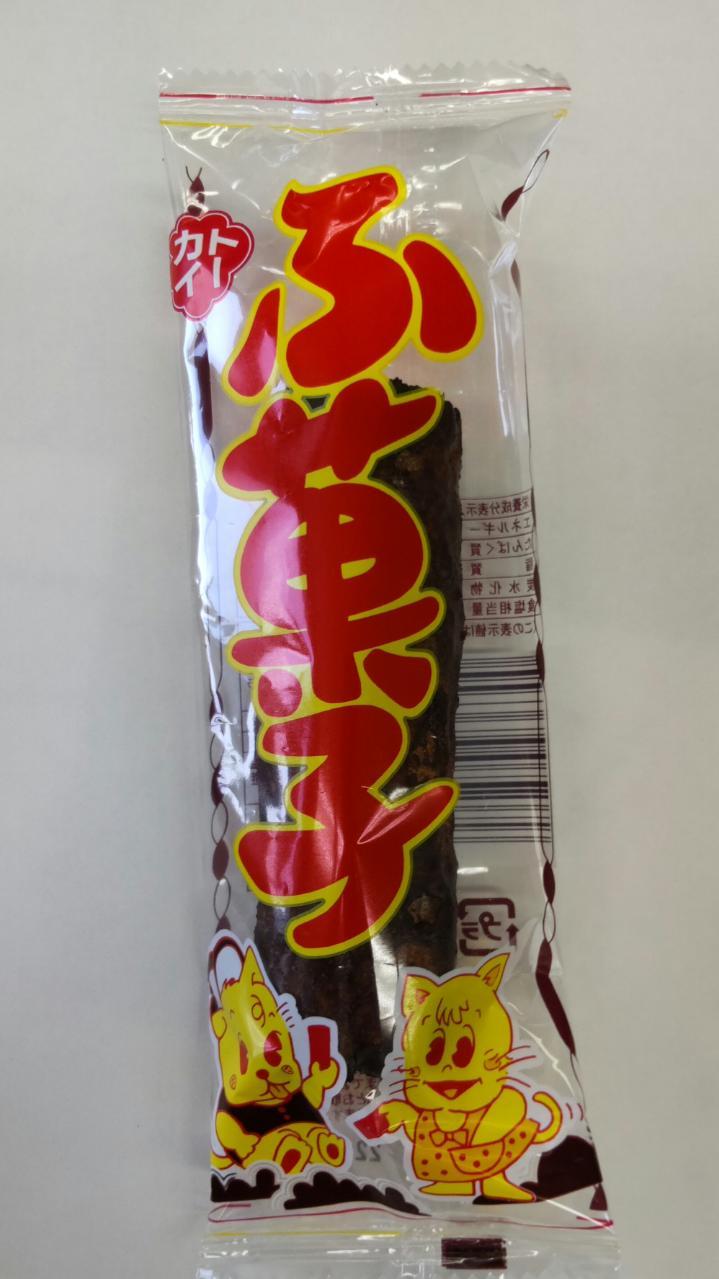 トー
カイ
ふ菓子
栄養成分表示
エネルギー
たんぱく質
質
炭水化物
食塩相当量
この表示値は
プラ